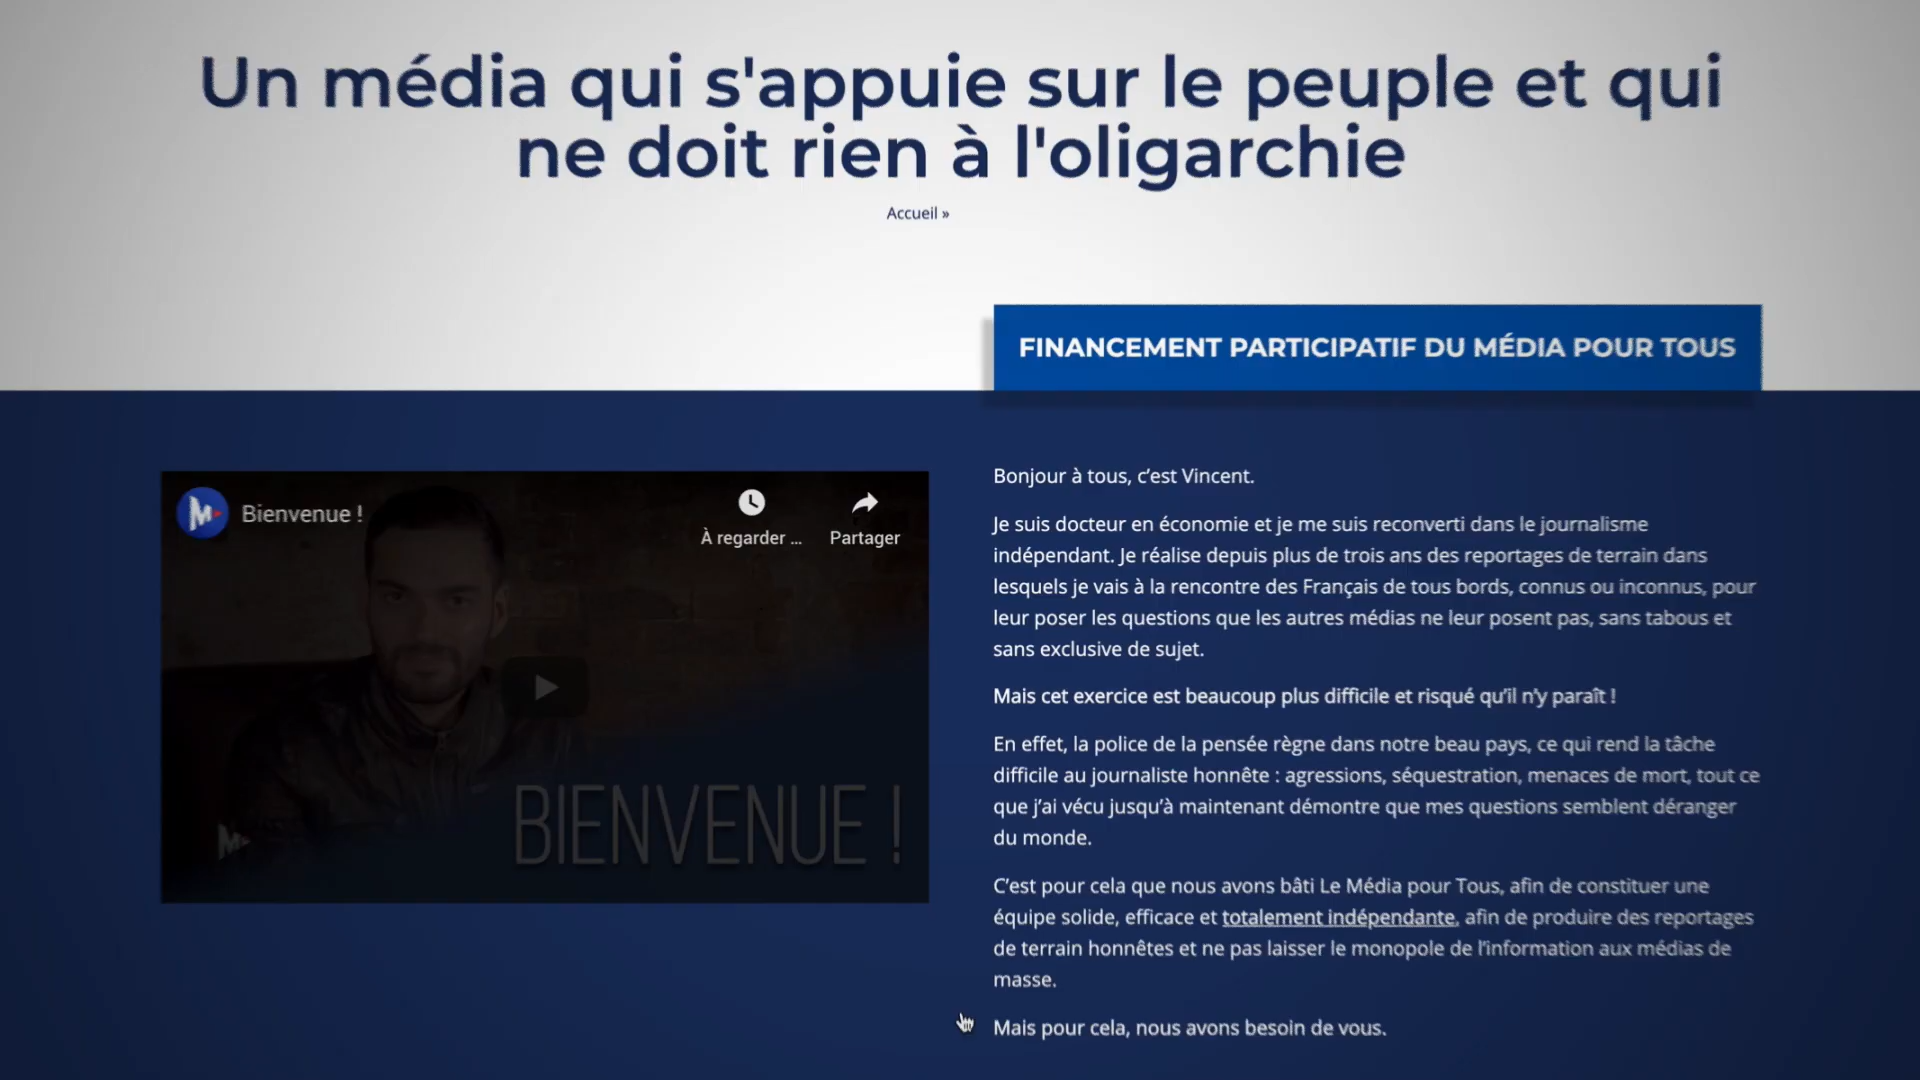 Un média qui s'appuie sur le peuple et qui
ne doit rien à l'oligarchie
Accueil »
FINANCEMENT PARTICIPATIF DU MÉDIA POUR TOUS
M
Bienvenue !
À regarder ...
Partager
BIENVENUE !
Bonjour à tous, c’est Vincent.
Je suis docteur en économie et je me suis reconverti dans le journalisme
indépendant. Je réalise depuis plus de trois ans des reportages de terrain dans
lesquels je vais à la rencontre des Français de tous bords, connus ou inconnus, pour
leur poser les questions que les autres médias ne leur posent pas, sans tabous et
sans exclusive de sujet.
Mais cet exercice est beaucoup plus difficile et risqué qu’il n’y paraît !
En effet, la police de la pensée règne dans notre beau pays, ce qui rend la tâche
difficile au journaliste honnête : agressions, séquestration, menaces de mort, tout ce
que j’ai vécu jusqu’à maintenant démontre que mes questions semblent déranger
du monde.
C’est pour cela que nous avons bâti Le Média pour Tous, afin de constituer une
équipe solide, efficace et totalement indépendante, afin de produire des reportages
de terrain honnêtes et ne pas laisser le monopole de l’information aux médias de
masse.
Mais pour cela, nous avons besoin de vous.